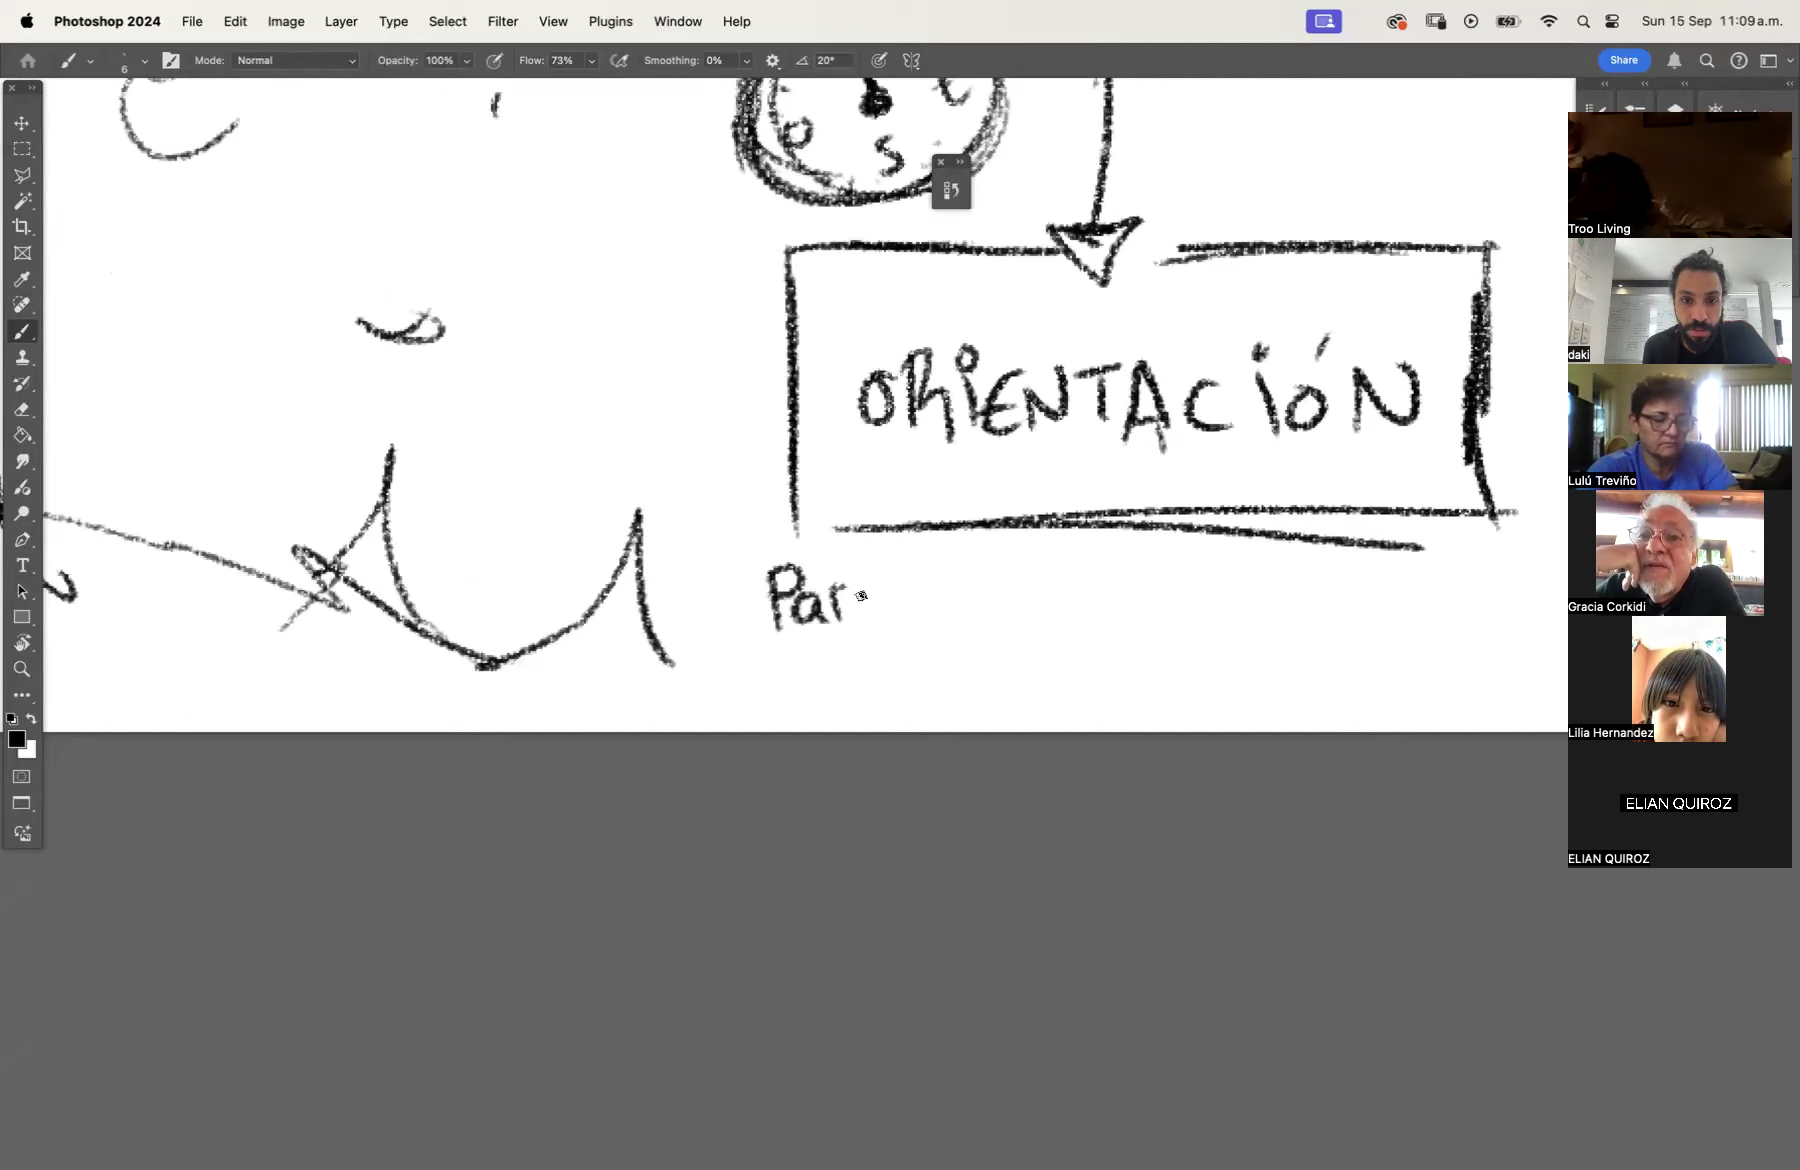 Photoshop 2024 File Edit Image Layer Type Select Filter View Plugins Window Help Sun 15 Sep 11:09 a.m.
6 Mode: Normal Opacity: 100% Flow: 73% Smoothing: 0% 20° Share
S
ORiENTACiÓN
Par
Troo Living
daki
Lulú Treviño
Gracia Corkidi
Lilia Hernandez
ELIAN QUIROZ
ELIAN QUIROZ